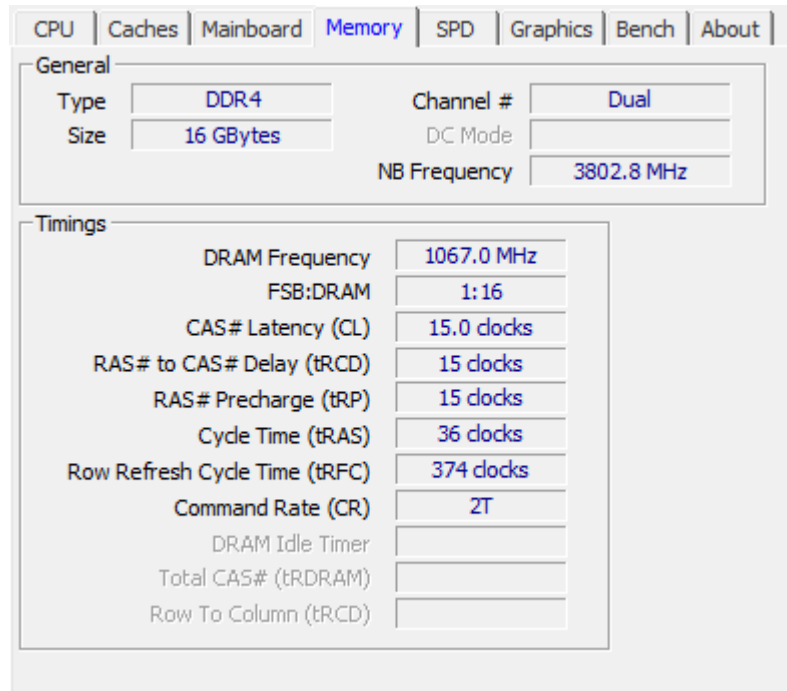 CPU Caches Mainboard Memory SPD Graphics Bench About
General
Type DDR4 Channel # Dual
Size 16 GBytes DC Mode
NB Frequency 3802.8 MHz
Timings
DRAM Frequency 1067.0 MHz
FSB:DRAM 1:16
CAS# Latency (CL) 15.0 clocks
RAS# to CAS# Delay (tRCD) 15 clocks
RAS# Precharge (tRP) 15 clocks
Cycle Time (tRAS) 36 clocks
Row Refresh Cycle Time (tRFC) 374 clocks
Command Rate (CR) 2T
DRAM Idle Timer
Total CAS# (tRDRAM)
Row To Column (tRCD)